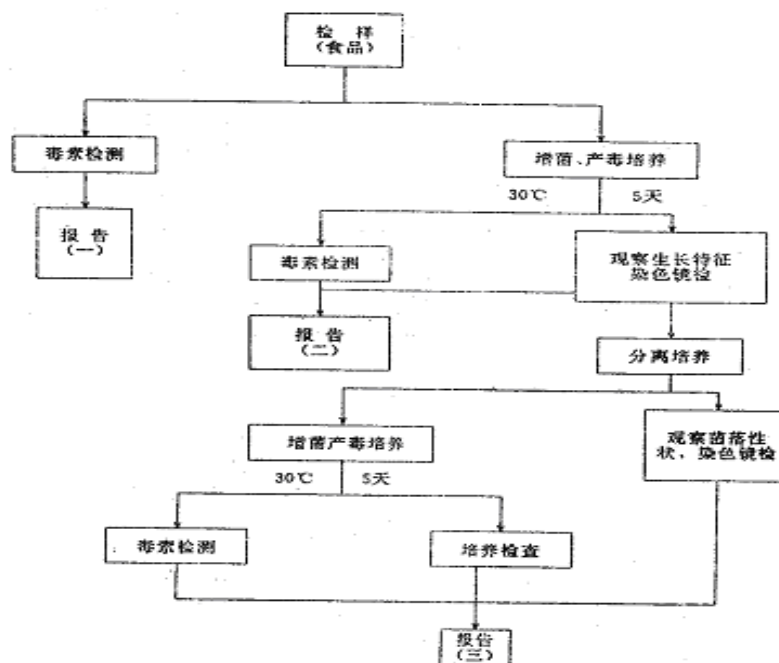 检 样
(食品)
毒素检测
增菌、产毒培养
30℃ 5天
报 告
(一)
毒素检测
观察生长特征
染色镜检
报 告
(二)
分离培养
增菌产毒培养
观察菌落性
状、染色镜检
30℃ 5天
毒素检测
培养检查
报告
(三)